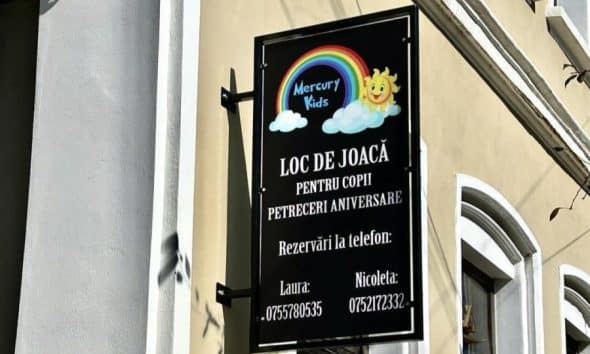 Mercury
Kids
LOC DE JOACĂ
PENTRU COPII
PETRECERI ANIVERSARE
Rezervări la telefon:
Laura: Nicoleta:
0755780535 0752172332